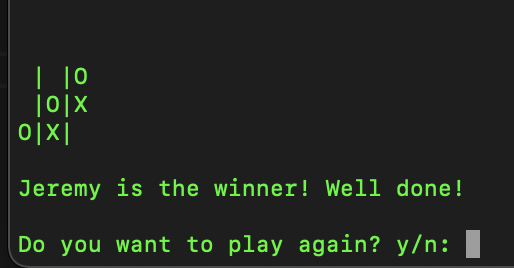 | |O
 |O|X
O|X|
Jeremy is the winner! Well done!
Do you want to play again? y/n: